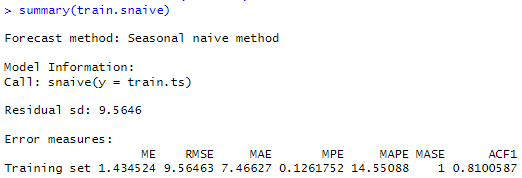 > summary(train.snaive)
Forecast method: Seasonal naive method
Model Information:
Call: snaive(y = train.ts)
Residual sd: 9.5646
Error measures:
ME RMSE MAE MPE MAPE MASE ACF1
Training set 1.434524 9.56463 7.46627 0.1261752 14.55088 1 0.8100587